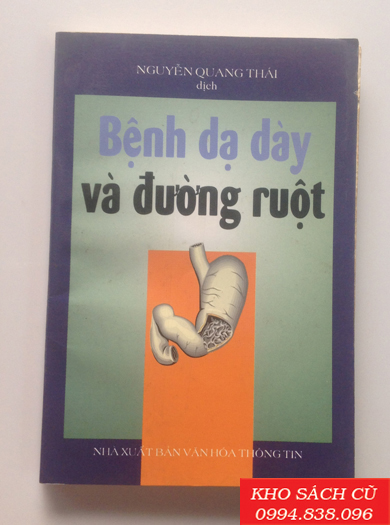 NGUYỄN QUANG THÁI
dịch
Bệnh dạ dày
và đường ruột
NHÀ XUẤT BẢN VĂN HÓA THÔNG TIN
KHO SÁCH CŨ
0994.838.096